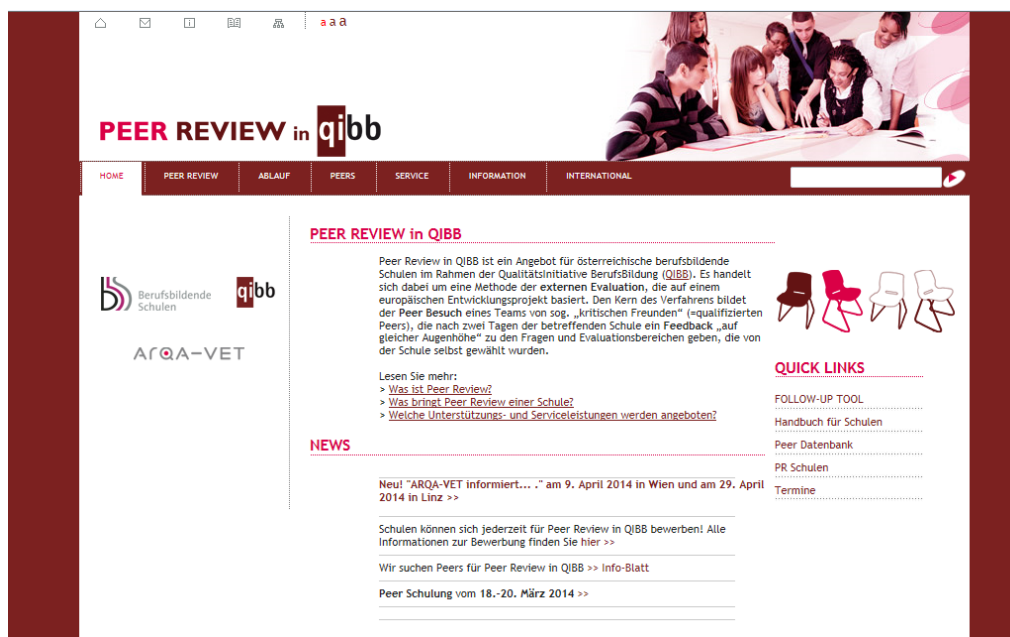 a a a
PEER REVIEW in qibb
HOME PEER REVIEW ABLAUF PEERS SERVICE INFORMATION INTERNATIONAL
bbs Berufsbildende
Schulen
qibb
ARQA-VET
PEER REVIEW in QIBB
Peer Review in QIBB ist ein Angebot für österreichische berufsbildende
Schulen im Rahmen der QualitätsInitiative BerufsBildung (QIBB). Es handelt
sich dabei um eine Methode der externen Evaluation, die auf einem
europäischen Entwicklungsprojekt basiert. Den Kern des Verfahrens bildet
der Peer Besuch eines Teams von sog. „kritischen Freunden“ (=qualifizierten
Peers), die nach zwei Tagen der betreffenden Schule ein Feedback „auf
gleicher Augenhöhe“ zu den Fragen und Evaluationsbereichen geben, die von
der Schule selbst gewählt wurden.
Lesen Sie mehr:
> Was ist Peer Review?
> Was bringt Peer Review einer Schule?
> Welche Unterstützungs- und Serviceleistungen werden angeboten?
NEWS
Neu! "ARQA-VET informiert... ." am 9. April 2014 in Wien und am 29. April
2014 in Linz >>
Schulen können sich jederzeit für Peer Review in QIBB bewerben! Alle
Informationen zur Bewerbung finden Sie hier >>
Wir suchen Peers für Peer Review in QIBB >> Info-Blatt
Peer Schulung vom 18.-20. März 2014 >>
QUICK LINKS
FOLLOW-UP TOOL
Handbuch für Schulen
Peer Datenbank
PR Schulen
Termine